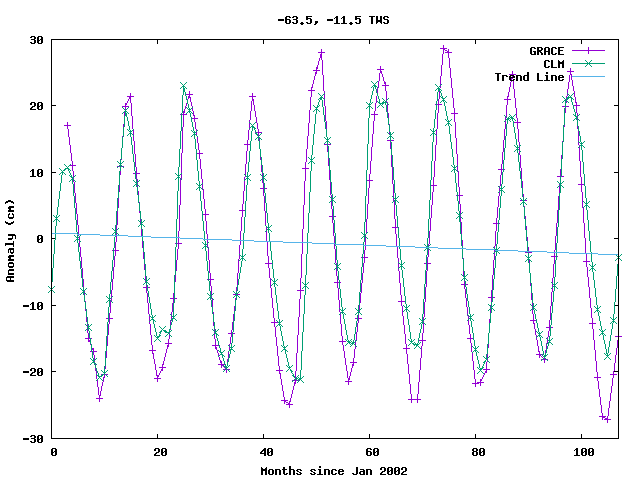 -63.5, -11.5 TWS
GRACE
CLM
Trend Line
30
20
10
0
-10
-20
-30
Anomaly (cm)
0 20 40 60 80 100
Months since Jan 2002